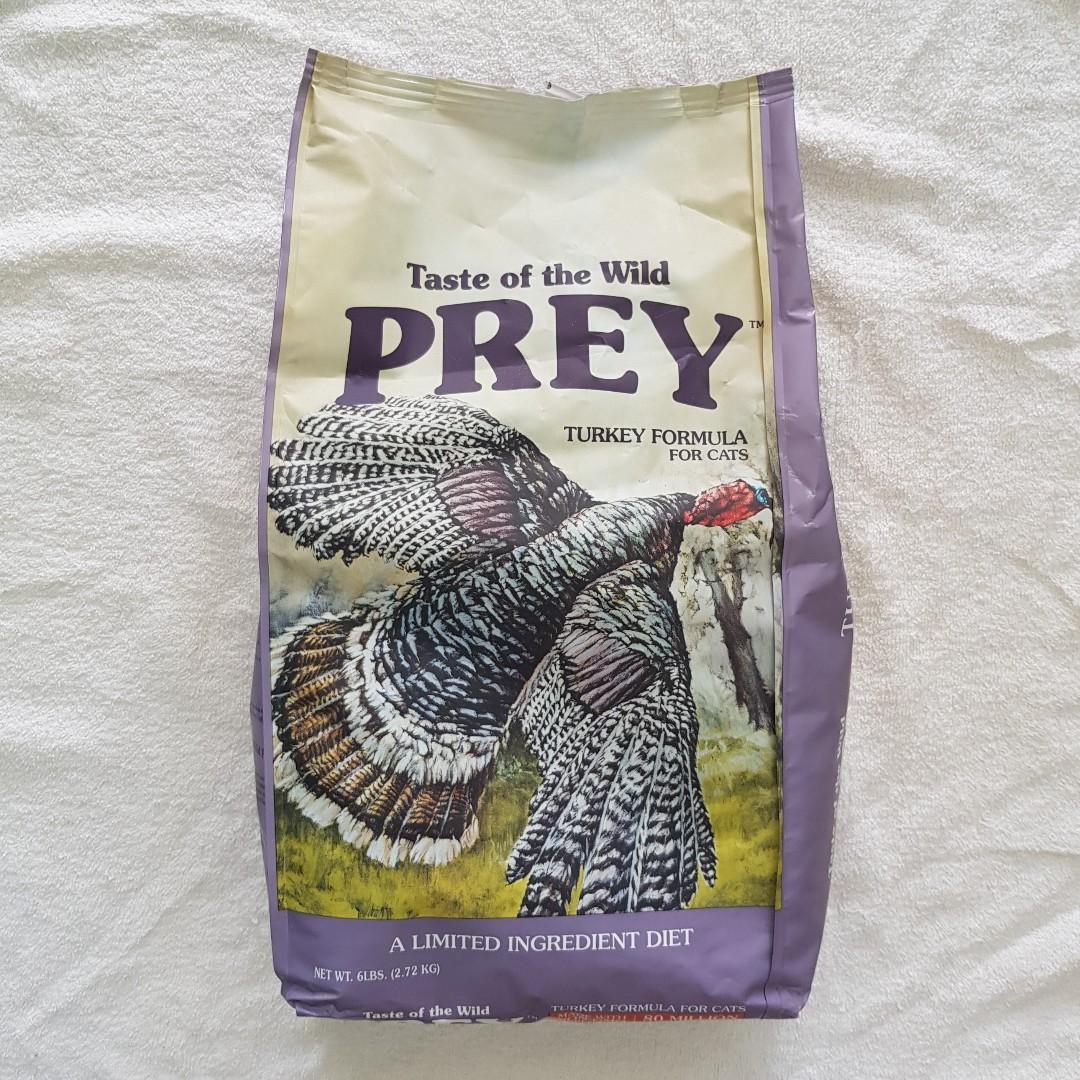 Taste of the Wild
PREY™
TURKEY FORMULA
FOR CATS
A LIMITED INGREDIENT DIET
NET WT. 6LBS. (2.72 KG)
Taste of the Wild
TURKEY FORMULA FOR CATS
80 MILLION